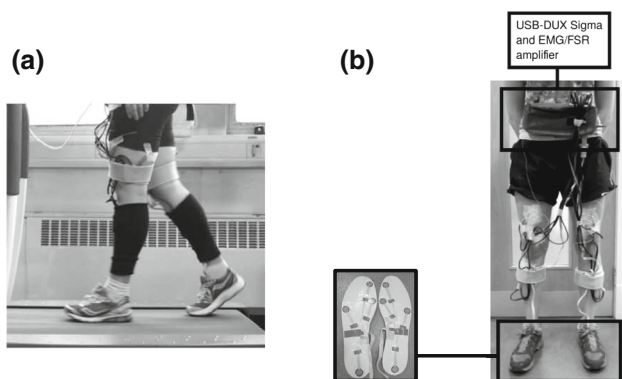 (a)
(b)
USB-DUX Sigma
and EMG/FSR
amplifier